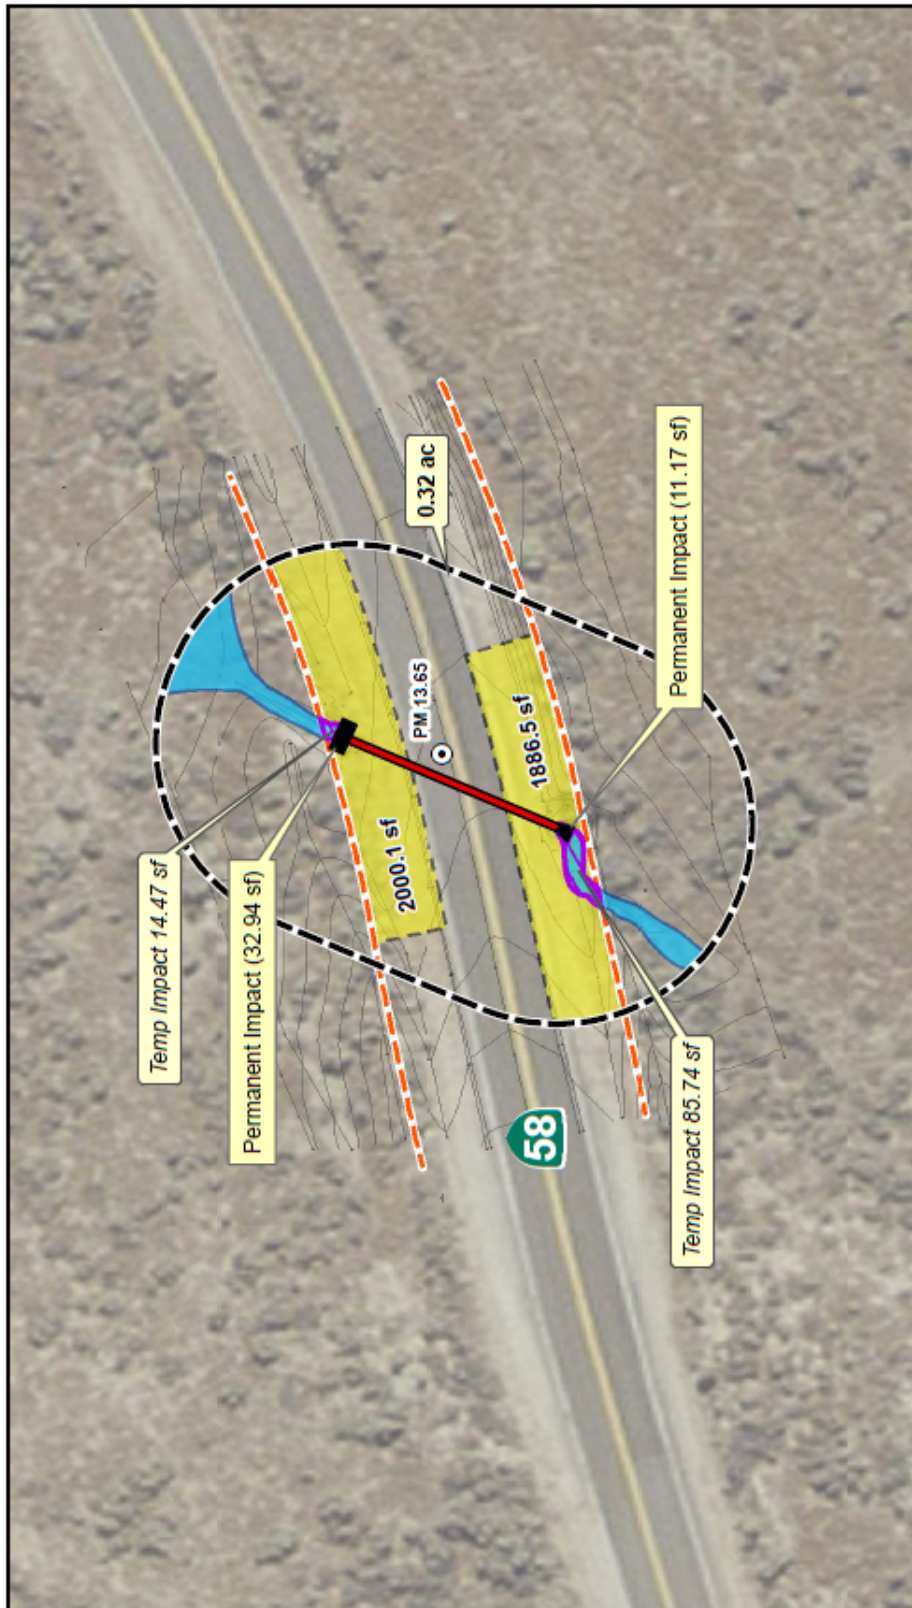 Temp Impact 14.47 sf
Permanent Impact (32.94 sf)
2000.1 sf
PM 13.65
0.32 ac
58
1886.5 sf
Permanent Impact (11.17 sf)
Temp Impact 85.74 sf